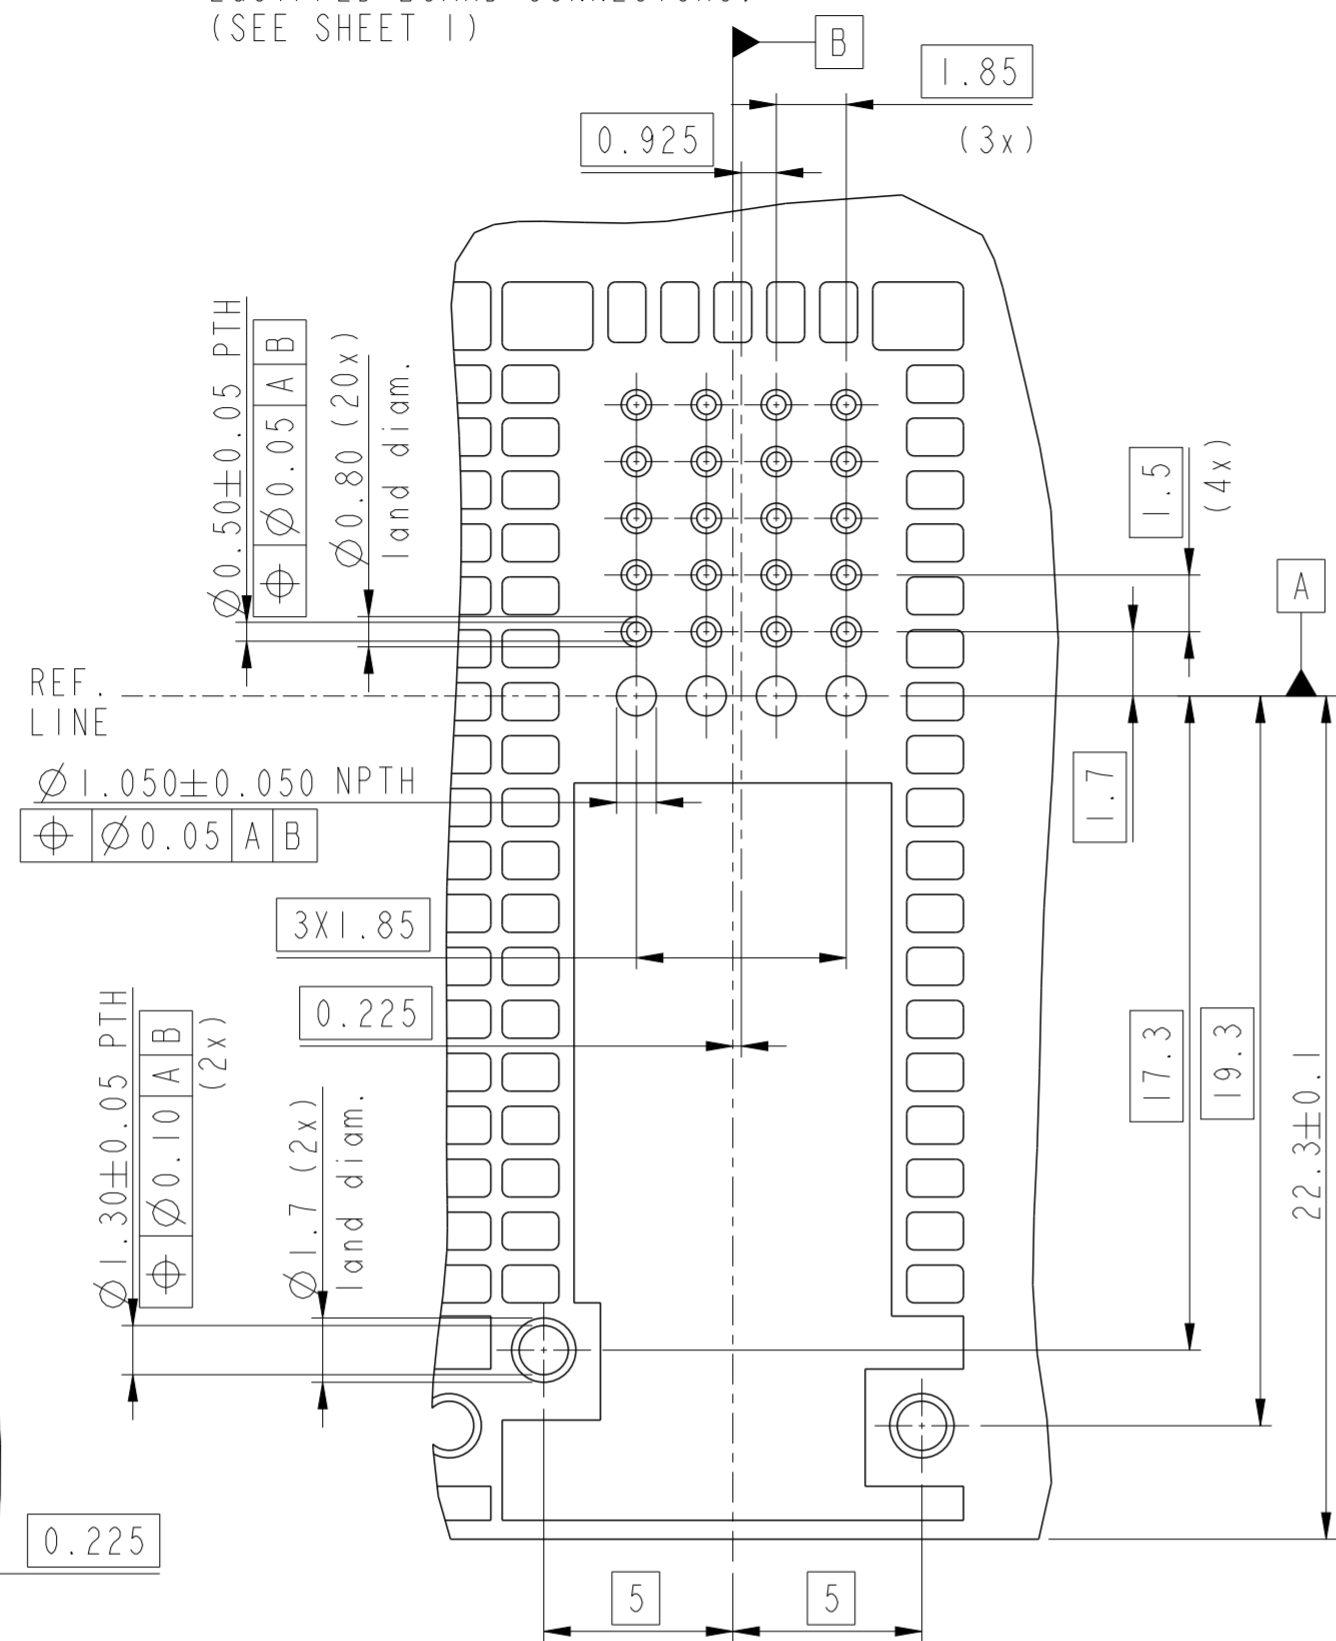 (SEE SHEET 1)
B
1.85
(3x)
0.925
Ø0.50±0.05 PTH
⌖ Ø0.05 A B
Ø0.80 (20x)
land diam.
1.5
(4x)
A
REF.
LINE
Ø1.050±0.050 NPTH
⌖ Ø0.05 A B
1.7
3X1.85
0.225
Ø1.30±0.05 PTH
⌖ Ø0.10 A B
(2x)
Ø1.7 (2x)
land diam.
17.3
19.3
22.3±0.1
0.225
5
5